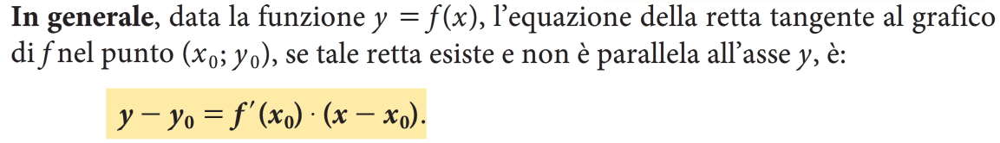 In generale, data la funzione y = f(x), l’equazione della retta tangente al grafico
di f nel punto (x₀; y₀), se tale retta esiste e non è parallela all’asse y, è:
y − y₀ = f′(x₀) · (x − x₀).